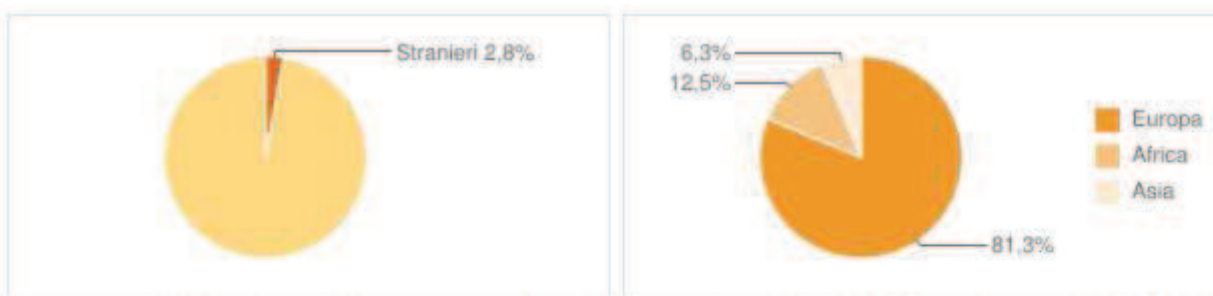 Stranieri 2,8%
6,3%
12,5%
Europa
Africa
Asia
81,3%